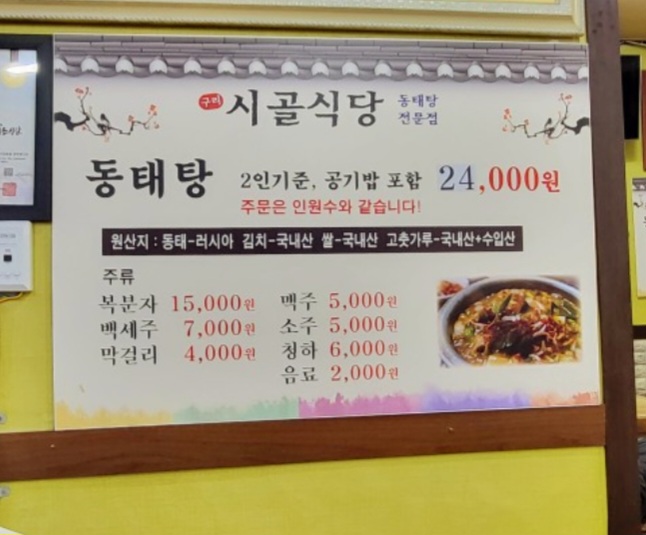 구리 시골식당 동태탕
전문점
동태탕 2인기준, 공기밥 포함 24,000원
주문은 인원수와 같습니다!
원산지 : 동태-러시아 김치-국내산 쌀-국내산 고춧가루-국내산+수입산
주류
복분자 15,000원 맥주 5,000원
백세주 7,000원 소주 5,000원
막걸리 4,000원 청하 6,000원
음료 2,000원